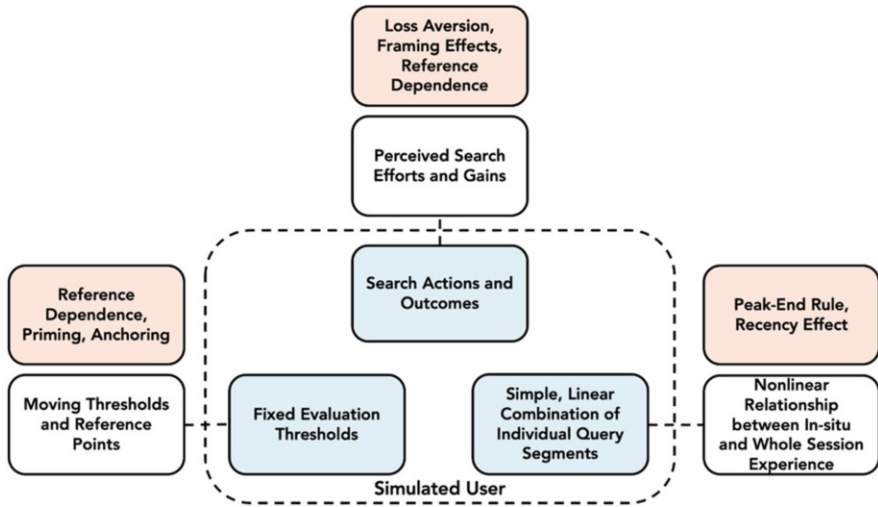 Loss Aversion,
Framing Effects,
Reference
Dependence
Perceived Search
Efforts and Gains
Search Actions and
Outcomes
Reference
Dependence,
Priming, Anchoring
Moving Thresholds
and Reference
Points
Fixed Evaluation
Thresholds
Simple, Linear
Combination of
Individual Query
Segments
Peak-End Rule,
Recency Effect
Nonlinear
Relationship
between In-situ
and Whole Session
Experience
Simulated User